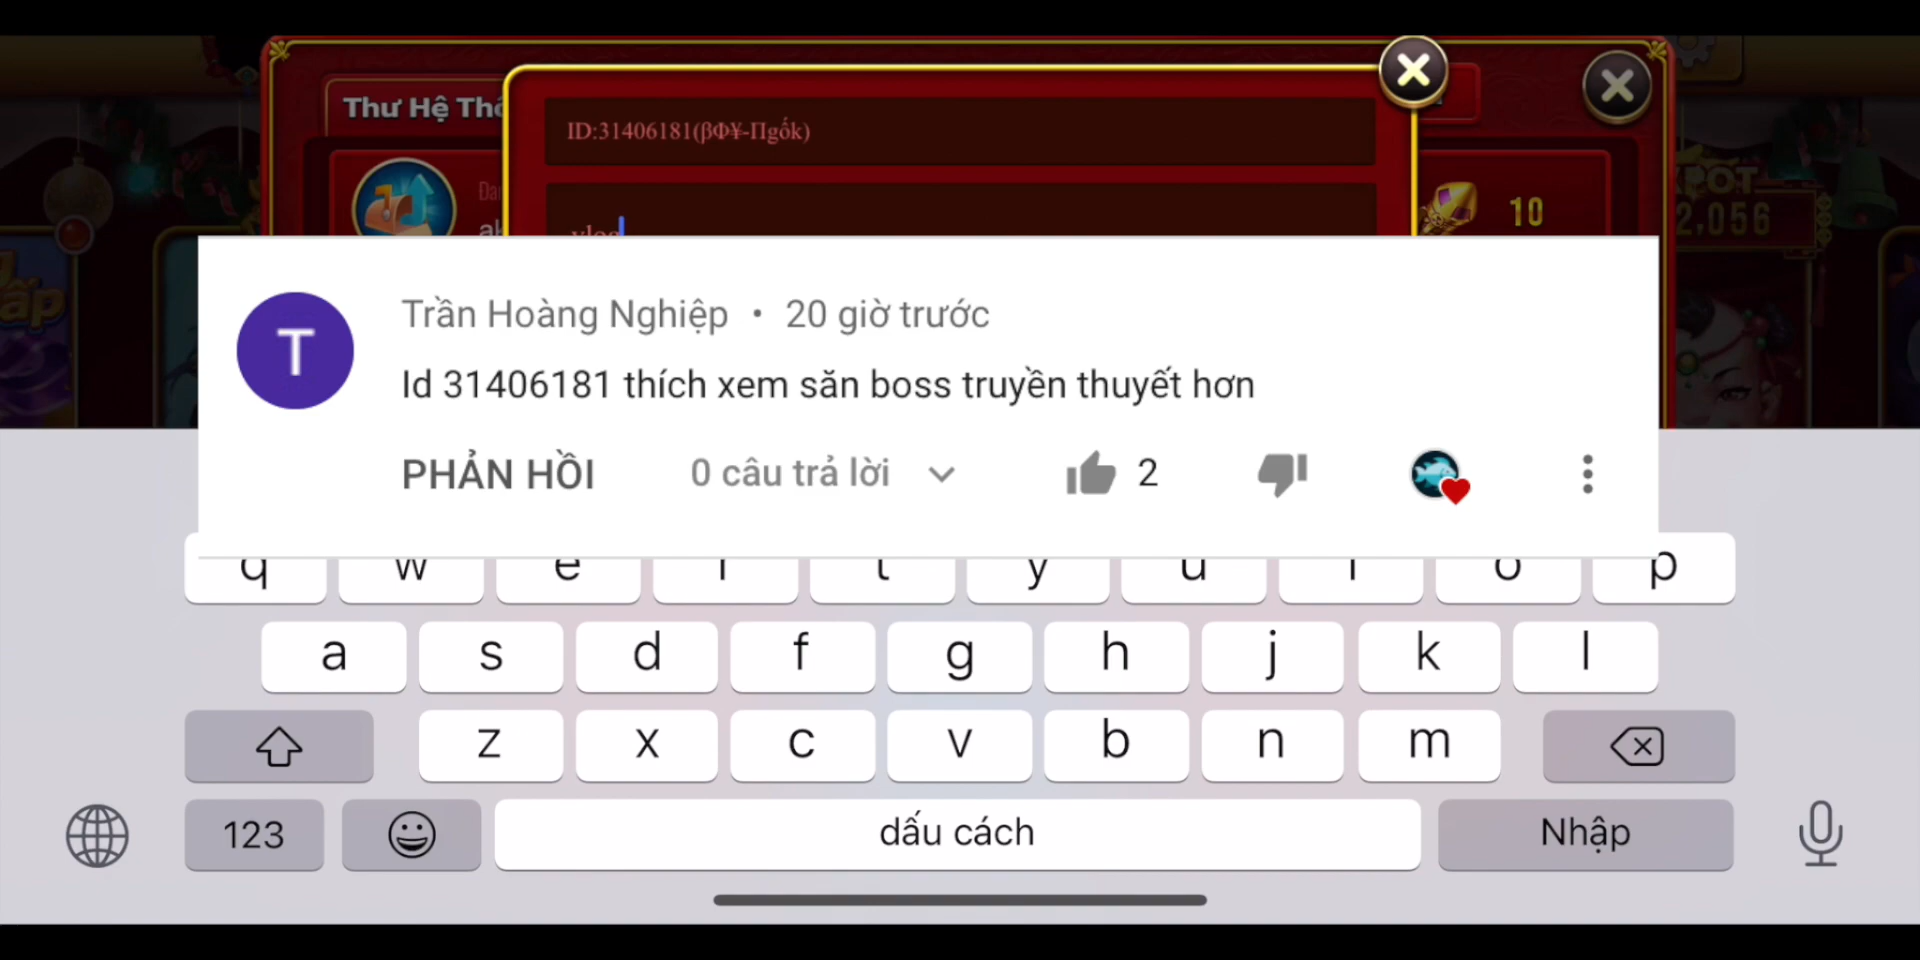 Thư Hệ Thố
ID:31406181(βΦ¥-Πgốk)
10
2,056
Trần Hoàng Nghiệp • 20 giờ trước
Id 31406181 thích xem săn boss truyền thuyết hơn
PHẢN HỒI 0 câu trả lời 2
q w e r t y u i o p
a s d f g h j k l
z x c v b n m
123 dấu cách Nhập